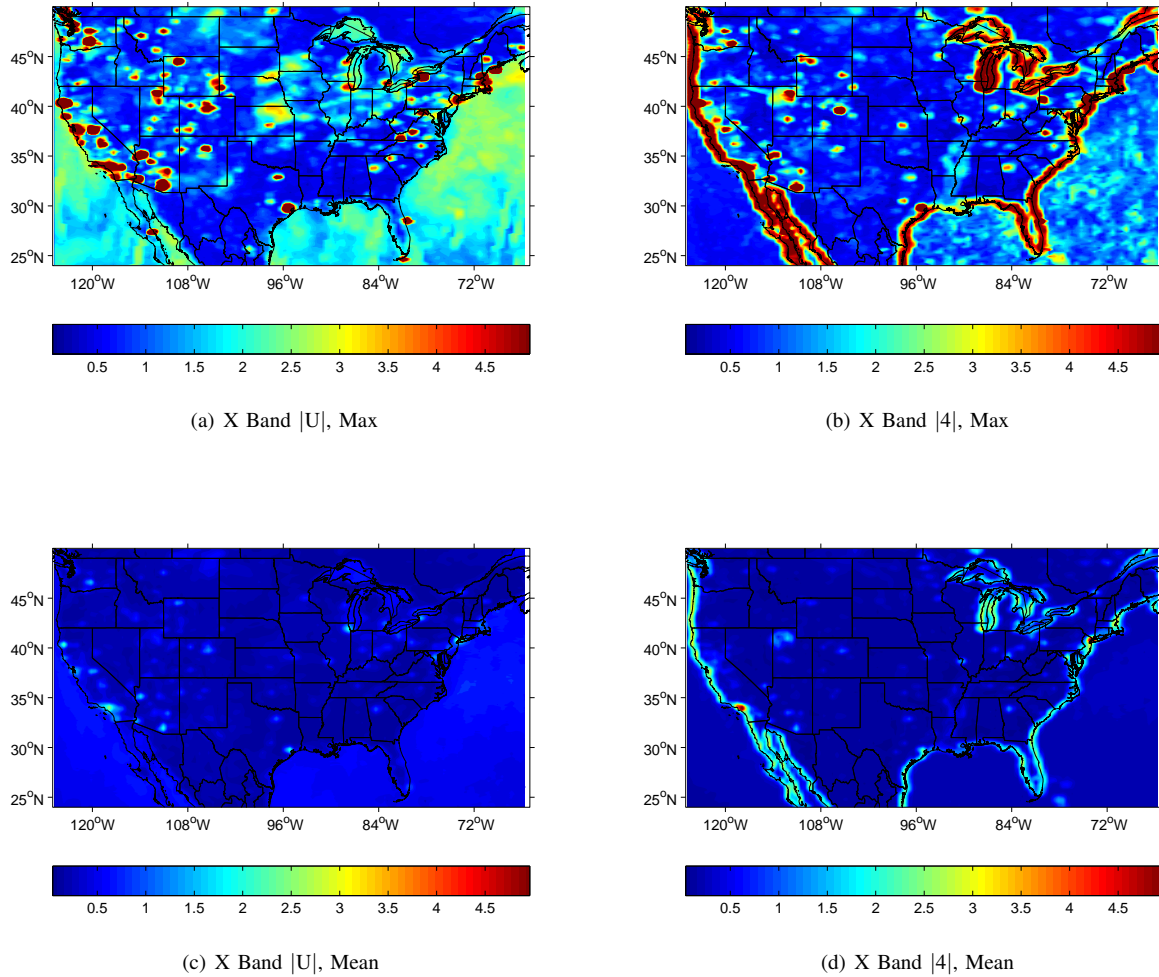 45°N
40°N
35°N
30°N
25°N
120°W 108°W 96°W 84°W 72°W
0.5 1 1.5 2 2.5 3 3.5 4 4.5
(a) X Band |U|, Max
45°N
40°N
35°N
30°N
25°N
120°W 108°W 96°W 84°W 72°W
0.5 1 1.5 2 2.5 3 3.5 4 4.5
(b) X Band |4|, Max
45°N
40°N
35°N
30°N
25°N
120°W 108°W 96°W 84°W 72°W
0.5 1 1.5 2 2.5 3 3.5 4 4.5
(c) X Band |U|, Mean
45°N
40°N
35°N
30°N
25°N
120°W 108°W 96°W 84°W 72°W
0.5 1 1.5 2 2.5 3 3.5 4 4.5
(d) X Band |4|, Mean